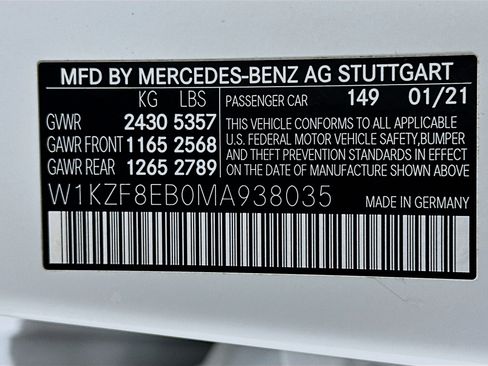 MFD BY MERCEDES-BENZ AG STUTTGART
KG LBS PASSENGER CAR 149 01/21
GVWR 2430 5357 THIS VEHICLE CONFORMS TO ALL APPLICABLE
GAWR FRONT 1165 2568 U.S. FEDERAL MOTOR VEHICLE SAFETY,BUMPER
GAWR REAR 1265 2789 AND THEFT PREVENTION STANDARDS IN EFFECT
ON THE DATE OF MANUFACTURE SHOWN ABOVE
W1KZF8EB0MA938035 MADE IN GERMANY